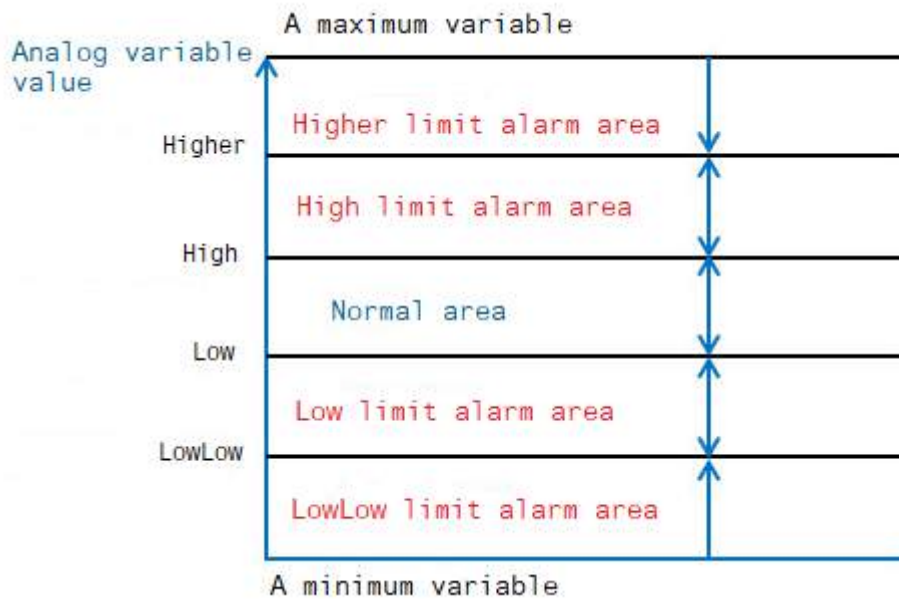 A maximum variable
Analog variable
value
Higher limit alarm area
Higher
High limit alarm area
High
Normal area
Low
Low limit alarm area
LowLow
LowLow limit alarm area
A minimum variable